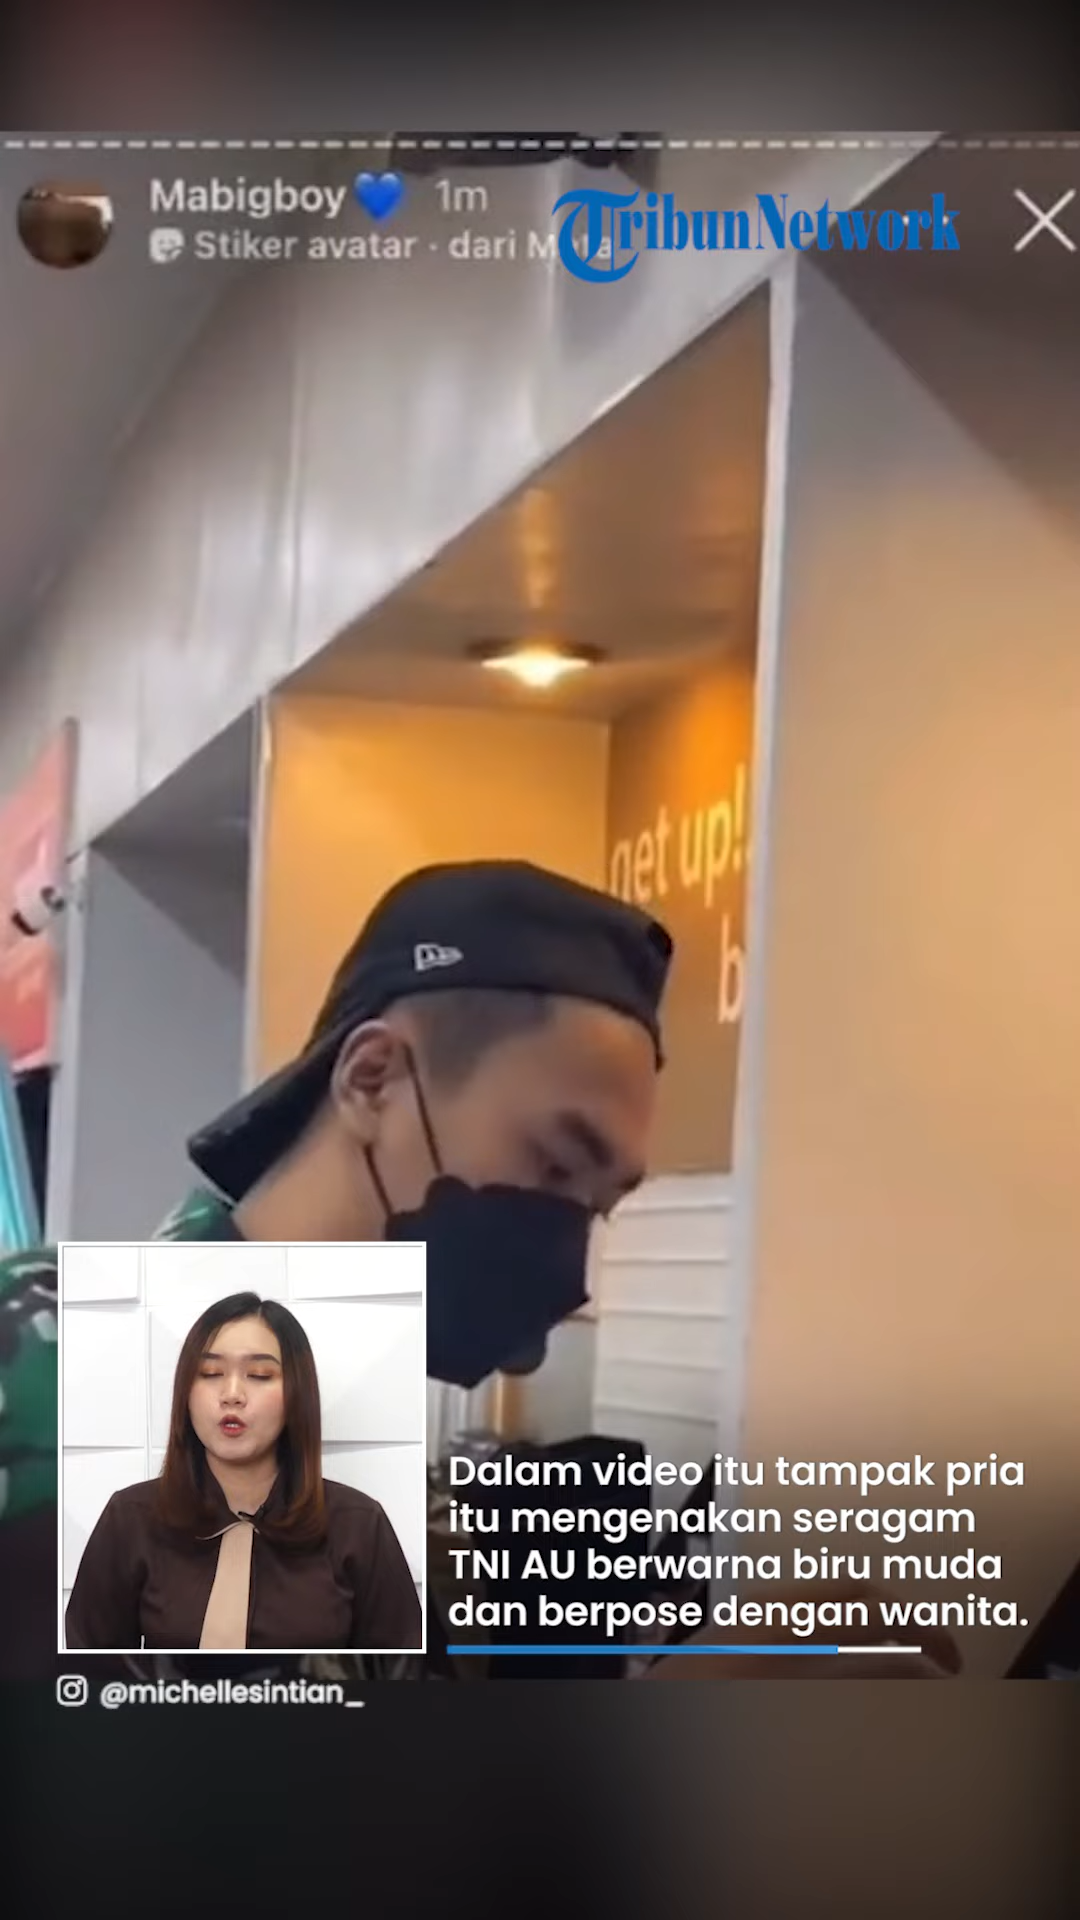 Mabigboy💙 1m
TribunNetwork
Stiker avatar · dari Meta
get up!
b
Dalam video itu tampak pria
itu mengenakan seragam
TNI AU berwarna biru muda
dan berpose dengan wanita.
@michellesintian_